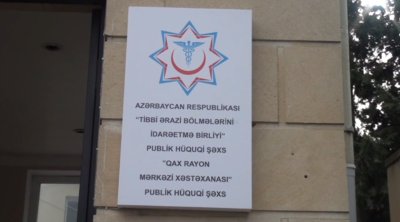 AZƏRBAYCAN RESPUBLİKASI
"TİBBİ ƏRAZİ BÖLMƏLƏRİNİ
İDARƏETMƏ BİRLİYİ"
PUBLİK HÜQUQİ ŞƏXS
"QAX RAYON
MƏRKƏZİ XƏSTƏXANASI"
PUBLİK HÜQUQİ ŞƏXS